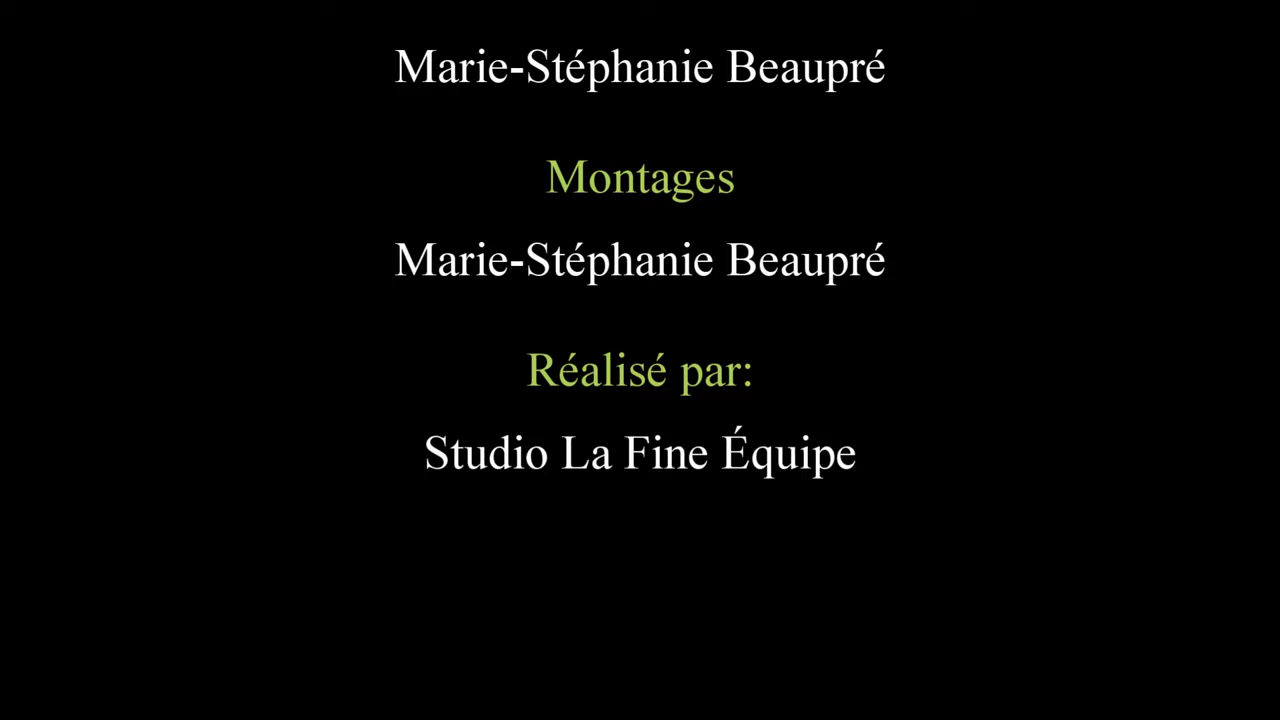 Marie-Stéphanie Beaupré
Montages
Marie-Stéphanie Beaupré
Réalisé par:
Studio La Fine Équipe